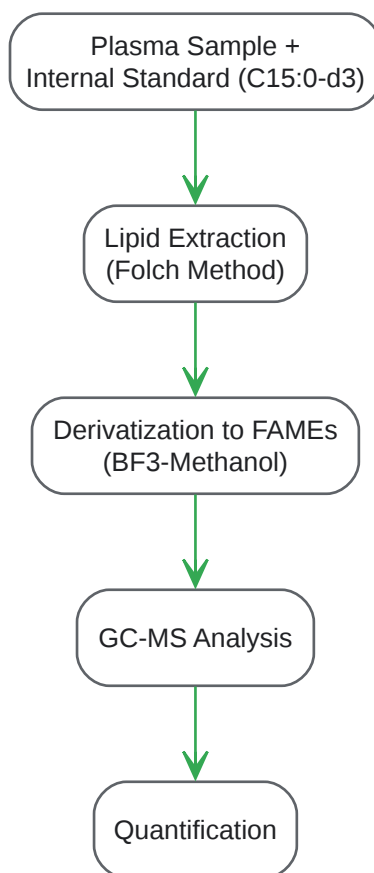 Plasma Sample +
Internal Standard (C15:0-d3)
Lipid Extraction
(Folch Method)
Derivatization to FAMEs
(BF3-Methanol)
GC-MS Analysis
Quantification